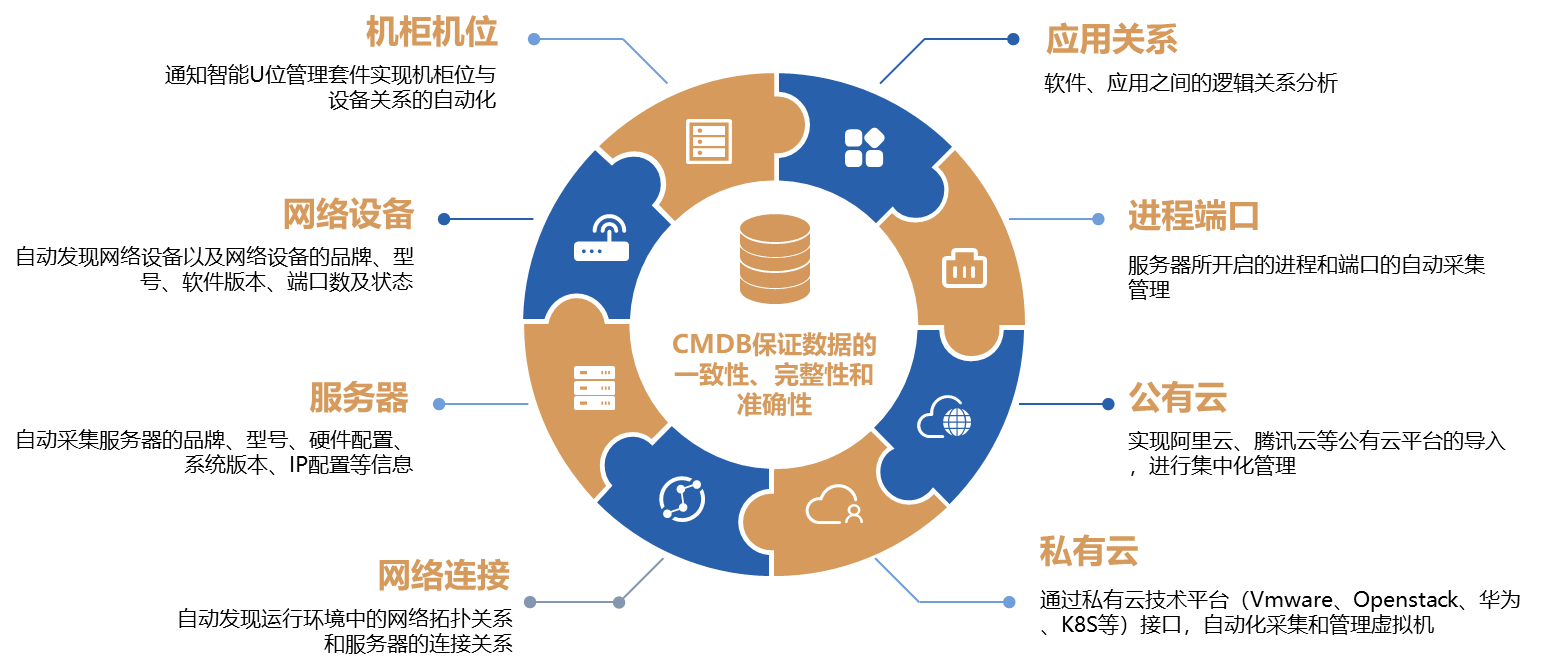 机柜机位
通知智能U位管理套件实现机柜位与
设备关系的自动化
应用关系
软件、应用之间的逻辑关系分析
网络设备
自动发现网络设备以及网络设备的品牌、型
号、软件版本、端口数及状态
进程端口
服务器所开启的进程和端口的自动采集
管理
CMDB保证数据的
一致性、完整性和
准确性
服务器
自动采集服务器的品牌、型号、硬件配置、
系统版本、IP配置等信息
公有云
实现阿里云、腾讯云等公有云平台的导入
，进行集中化管理
网络连接
自动发现运行环境中的网络拓扑关系
和服务器的连接关系
私有云
通过私有云技术平台（Vmware、Openstack、华为
、K8S等）接口，自动化采集和管理虚拟机